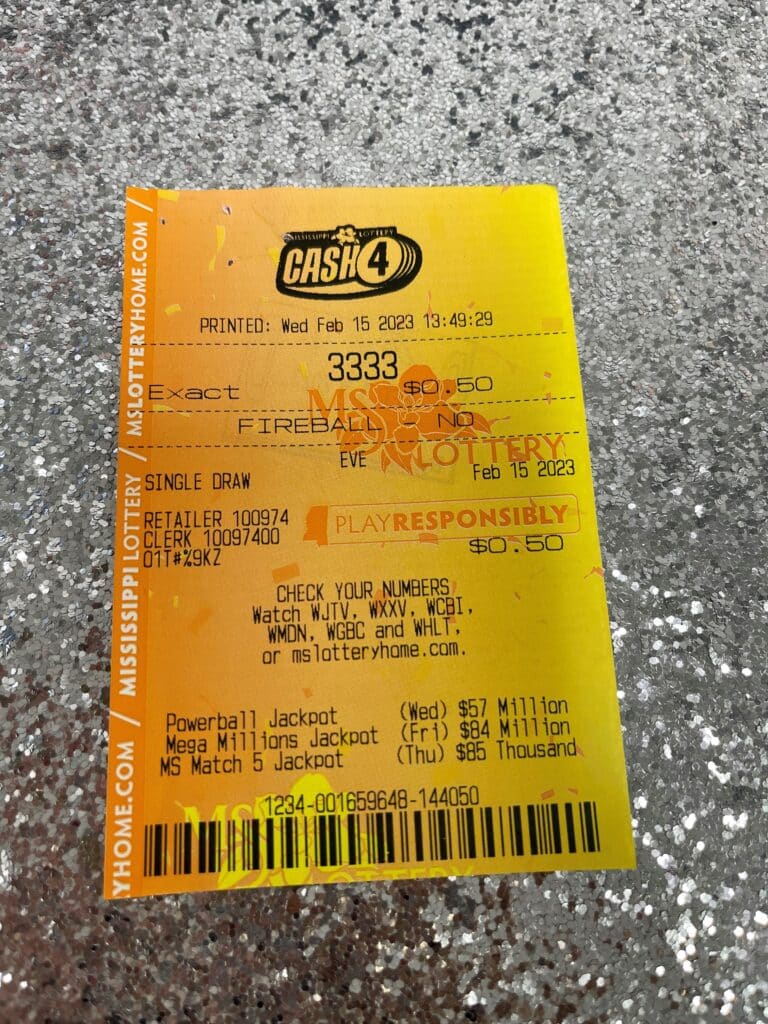 MISSISSIPPI LOTTERY
CASH 4
PRINTED: Wed Feb 15 2023 13:49:29
3333
Exact $0.50
FIREBALL - NO
MS LOTTERY
EVE
SINGLE DRAW Feb 15 2023
RETAILER 100974
PLAY RESPONSIBLY
CLERK 10097400
$0.50
01T#%9KZ
CHECK YOUR NUMBERS
Watch WJTV, WXXV, WCBI,
WMDN, WGBC and WHLT,
or mslotteryhome.com.
Powerball Jackpot (Wed) $57 Million
Mega Millions Jackpot (Fri) $84 Million
MS Match 5 Jackpot (Thu) $85 Thousand
1234-001659648-144050
MS LOTTERY
YHOME.COM / MISSISSIPPI LOTTERY / MSLOTTERYHOME.COM /